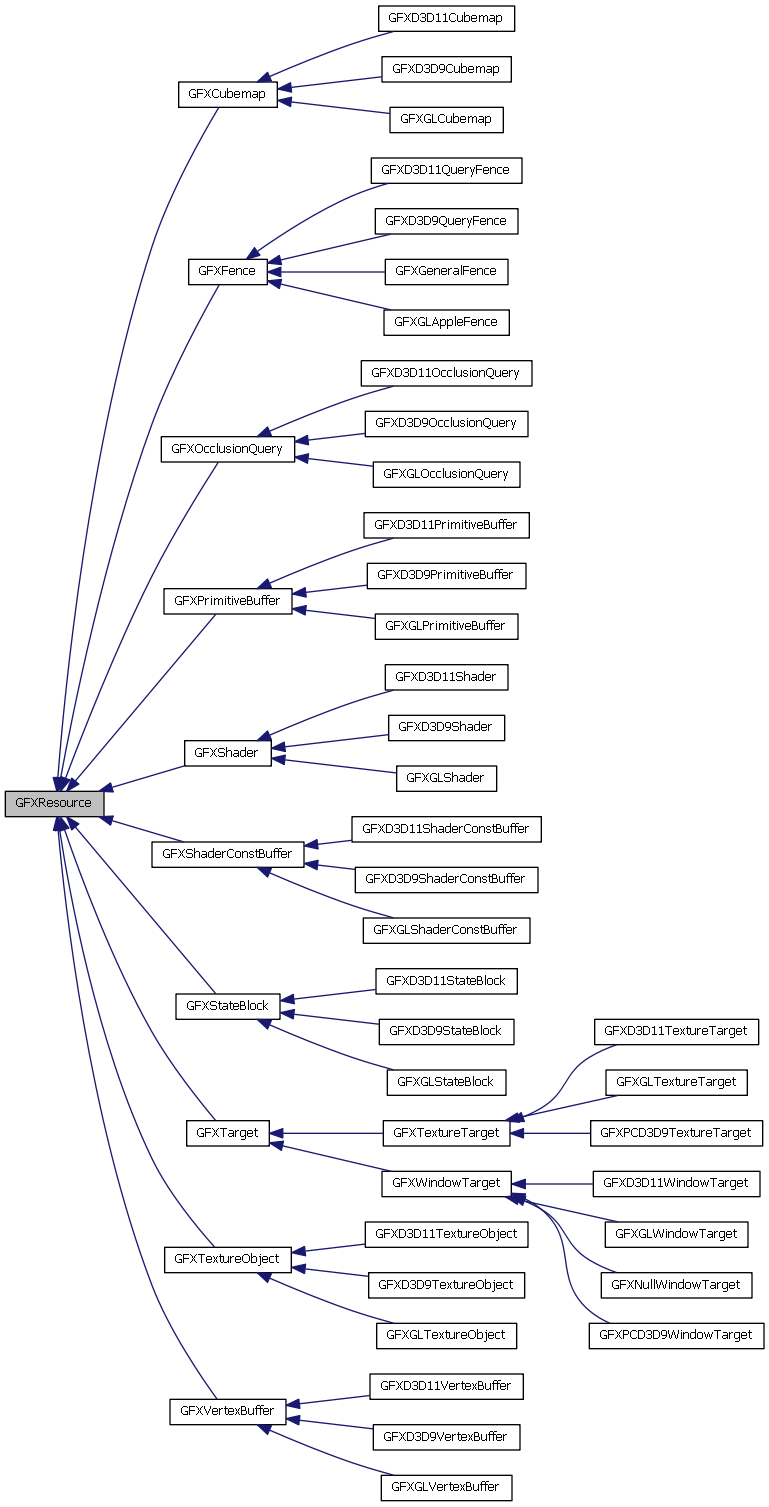 GFXD3D11Cubemap
GFXD3D9Cubemap
GFXCubemap
GFXGLCubemap
GFXD3D11QueryFence
GFXD3D9QueryFence
GFXFence
GFXGeneralFence
GFXGLAppleFence
GFXD3D11OcclusionQuery
GFXD3D9OcclusionQuery
GFXOcclusionQuery
GFXGLOcclusionQuery
GFXD3D11PrimitiveBuffer
GFXD3D9PrimitiveBuffer
GFXPrimitiveBuffer
GFXGLPrimitiveBuffer
GFXD3D11Shader
GFXD3D9Shader
GFXShader
GFXGLShader
GFXResource
GFXD3D11ShaderConstBuffer
GFXShaderConstBuffer
GFXD3D9ShaderConstBuffer
GFXGLShaderConstBuffer
GFXD3D11StateBlock
GFXStateBlock
GFXD3D9StateBlock
GFXD3D11TextureTarget
GFXGLStateBlock
GFXGLTextureTarget
GFXTarget
GFXTextureTarget
GFXPCD3D9TextureTarget
GFXWindowTarget
GFXD3D11WindowTarget
GFXD3D11TextureObject
GFXGLWindowTarget
GFXTextureObject
GFXD3D9TextureObject
GFXNullWindowTarget
GFXGLTextureObject
GFXPCD3D9WindowTarget
GFXD3D11VertexBuffer
GFXVertexBuffer
GFXD3D9VertexBuffer
GFXGLVertexBuffer